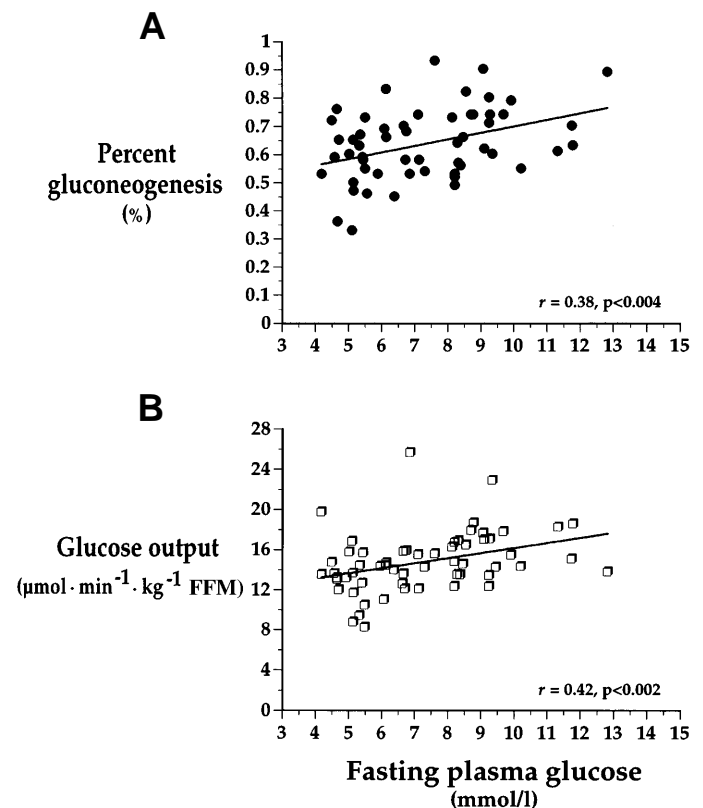 A
1
0.9
0.8
0.7
0.6
0.5
0.4
0.3
0.2
0.1
0
Percent
gluconeogenesis
(%)
r = 0.38, p<0.004
3 4 5 6 7 8 9 10 11 12 13 14 15
B
28
24
20
16
12
8
4
0
Glucose output
(µmol · min⁻¹ · kg⁻¹ FFM)
r = 0.42, p<0.002
3 4 5 6 7 8 9 10 11 12 13 14 15
Fasting plasma glucose
(mmol/l)